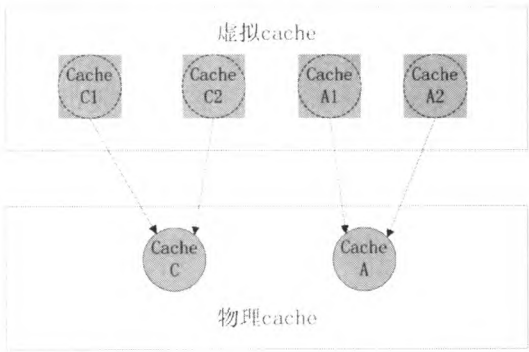 虚拟cache
Cache C1
Cache C2
Cache A1
Cache A2
Cache C
Cache A
物理cache